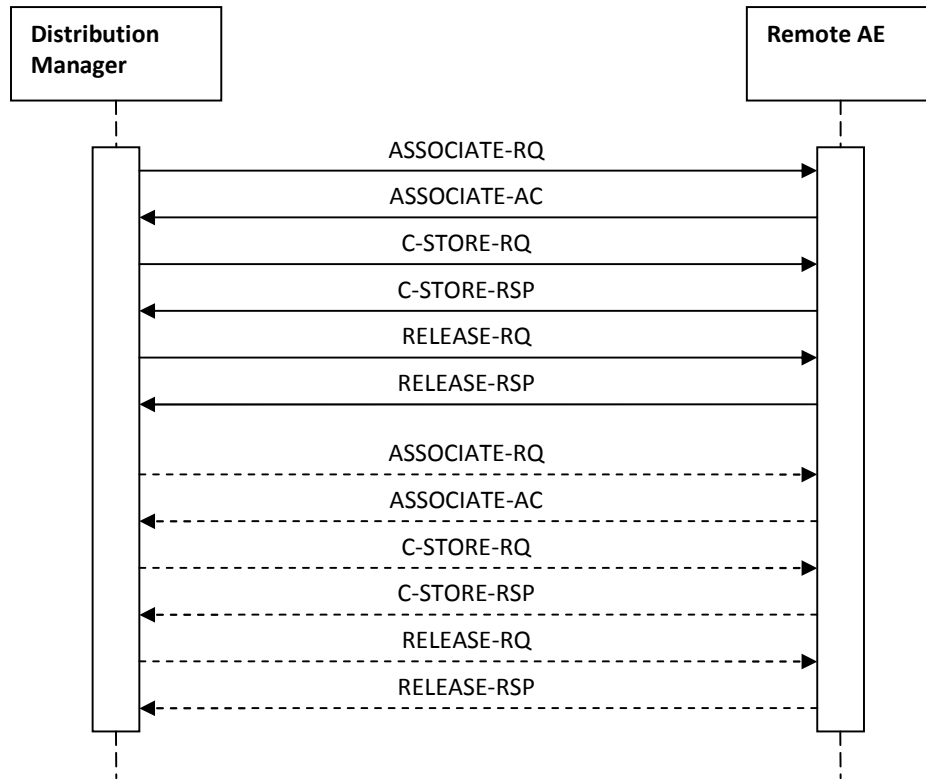 Distribution
Manager
Remote AE
ASSOCIATE-RQ
ASSOCIATE-AC
C-STORE-RQ
C-STORE-RSP
RELEASE-RQ
RELEASE-RSP
ASSOCIATE-RQ
ASSOCIATE-AC
C-STORE-RQ
C-STORE-RSP
RELEASE-RQ
RELEASE-RSP